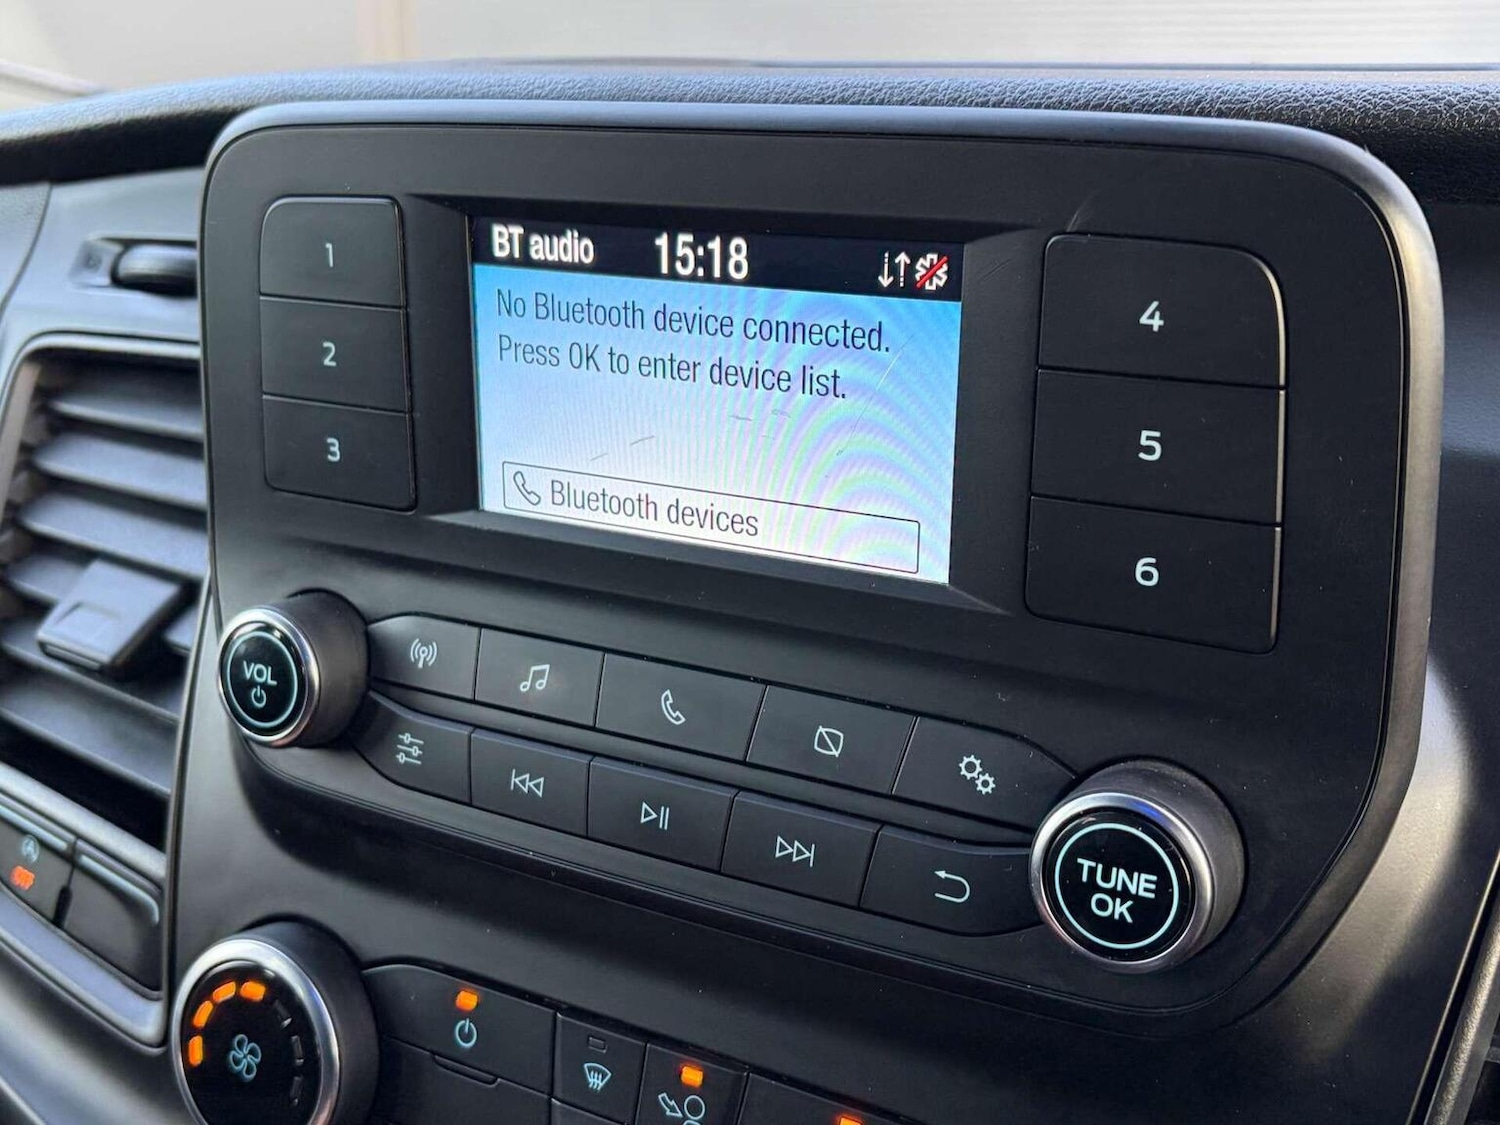 BT audio 15:18
No Bluetooth device connected.
Press OK to enter device list.
Bluetooth devices
1
2
3
4
5
6
VOL
TUNE
OK
A
OFF